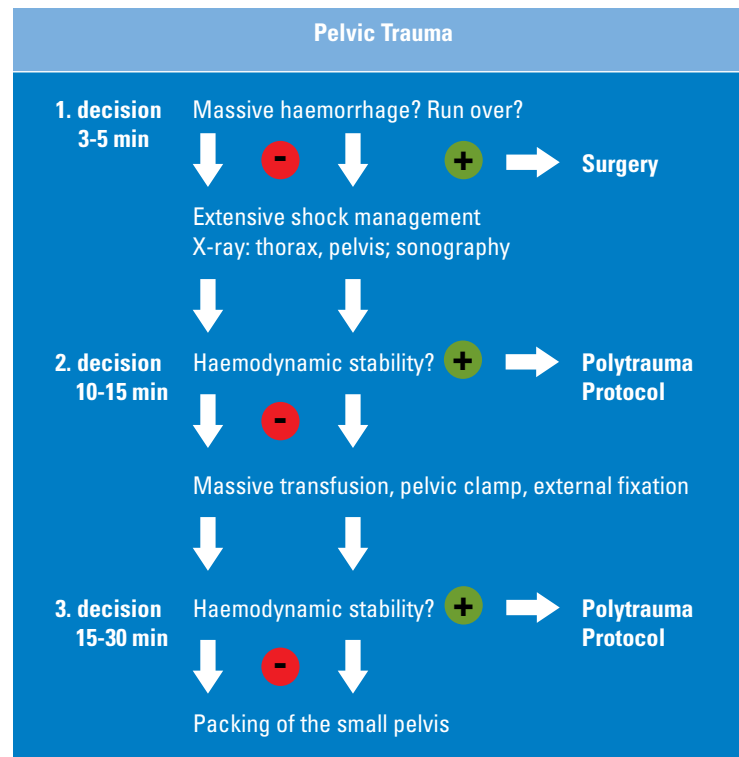 Pelvic Trauma
1. decision
3-5 min
Massive haemorrhage? Run over?
-
+
Surgery
Extensive shock management
X-ray: thorax, pelvis; sonography
2. decision
10-15 min
Haemodynamic stability?
+
Polytrauma
Protocol
-
Massive transfusion, pelvic clamp, external fixation
3. decision
15-30 min
Haemodynamic stability?
+
Polytrauma
Protocol
-
Packing of the small pelvis